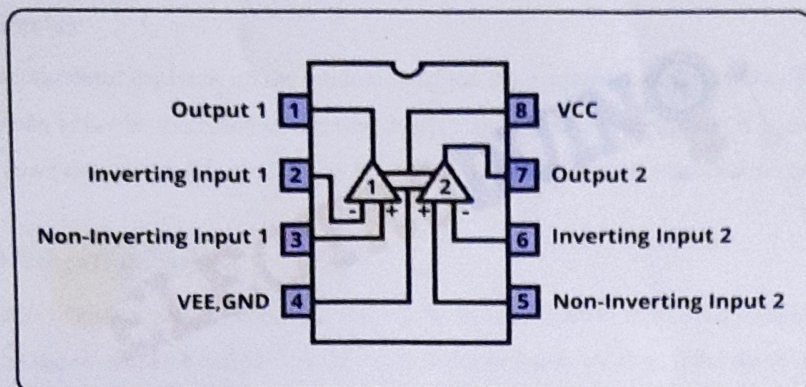 Output 1 1
8 VCC
Inverting Input 1 2
1
2
7 Output 2
- + + -
Non-Inverting Input 1 3
6 Inverting Input 2
VEE,GND 4
5 Non-Inverting Input 2